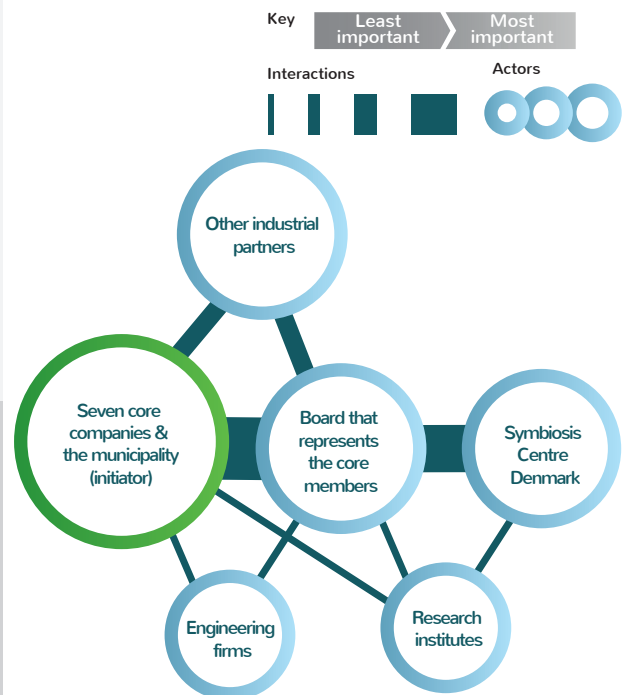 Key
Least
important
Most
important
Interactions
Actors
Other industrial
partners
Seven core
companies &
the municipality
(initiator)
Board that
represents
the core
members
Symbiosis
Centre
Denmark
Engineering
firms
Research
institutes